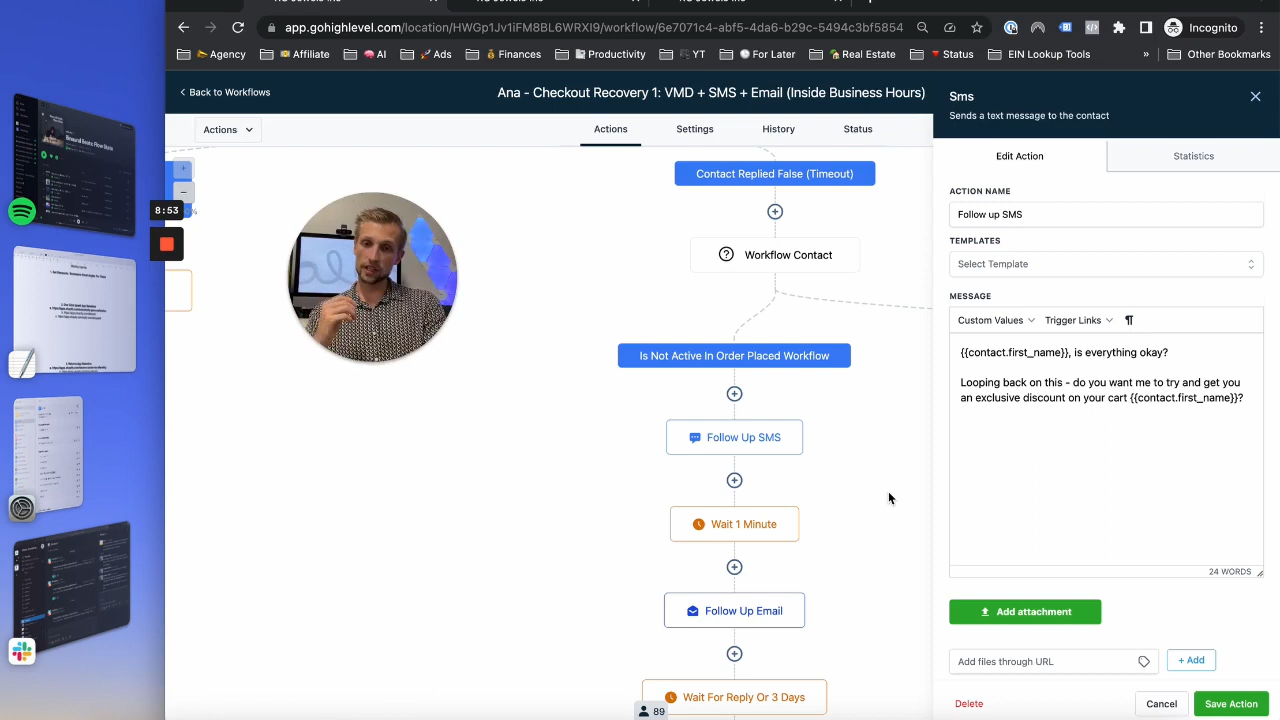 app.gohighlevel.com/location/HWGp1Jv1iFM8BL6WRXI9/workflow/6e7071c4-abf5-4da6-b29c-5494c3bf5854
Incognito
Agency
Affiliate
AI
Ads
Finances
Productivity
YT
For Later
Real Estate
Status
EIN Lookup Tools
»
Other Bookmarks
Back to Workflows
Ana - Checkout Recovery 1: VMD + SMS + Email (Inside Business Hours)
Actions
Actions
Settings
History
Status
Contact Replied False (Timeout)
Workflow Contact
Is Not Active In Order Placed Workflow
Follow Up SMS
Wait 1 Minute
Follow Up Email
Wait For Reply Or 3 Days
89
8:53
Sms
Sends a text message to the contact
Edit Action
Statistics
ACTION NAME
Follow up SMS
TEMPLATES
Select Template
MESSAGE
Custom Values
Trigger Links
{{contact.first_name}}, is everything okay?
Looping back on this - do you want me to try and get you
an exclusive discount on your cart {{contact.first_name}}?
24 WORDS
Add attachment
Add files through URL
+ Add
Delete
Cancel
Save Action